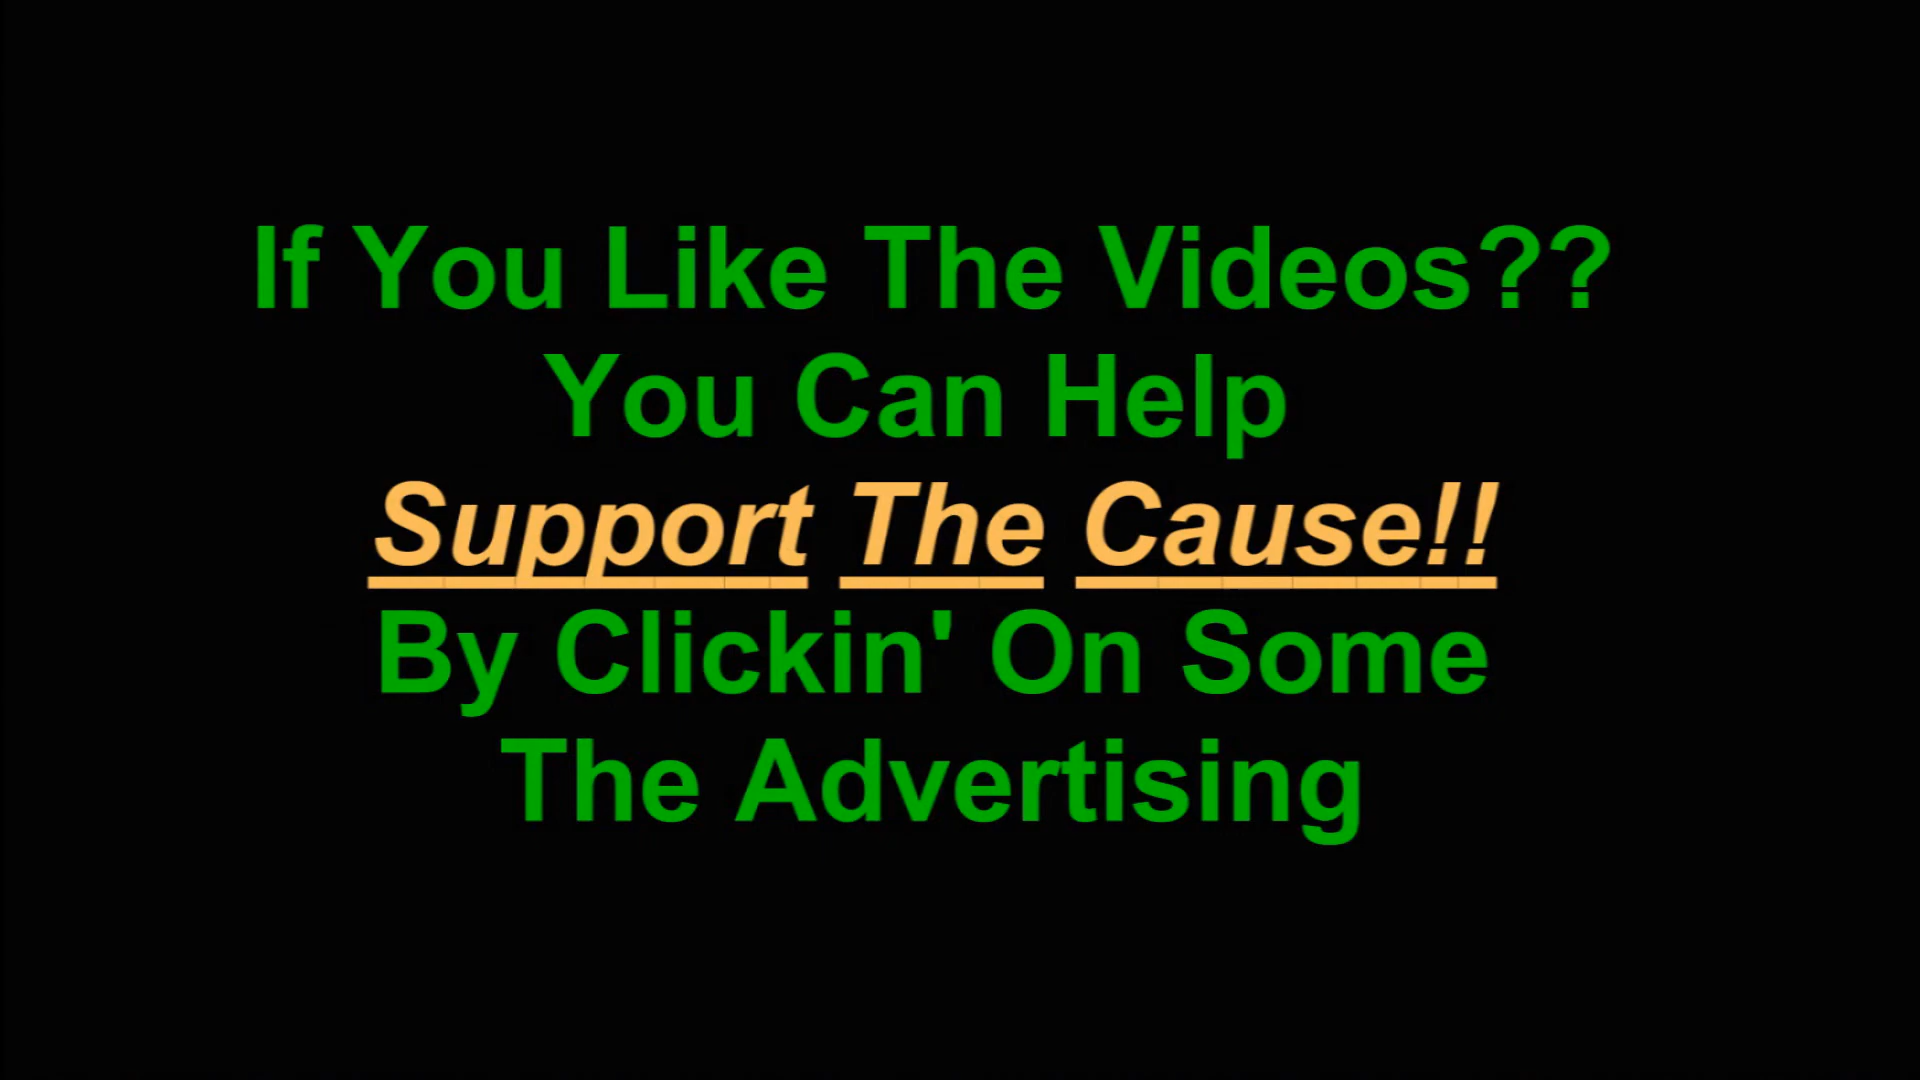 If You Like The Videos??
You Can Help
Support The Cause!!
By Clickin' On Some
The Advertising